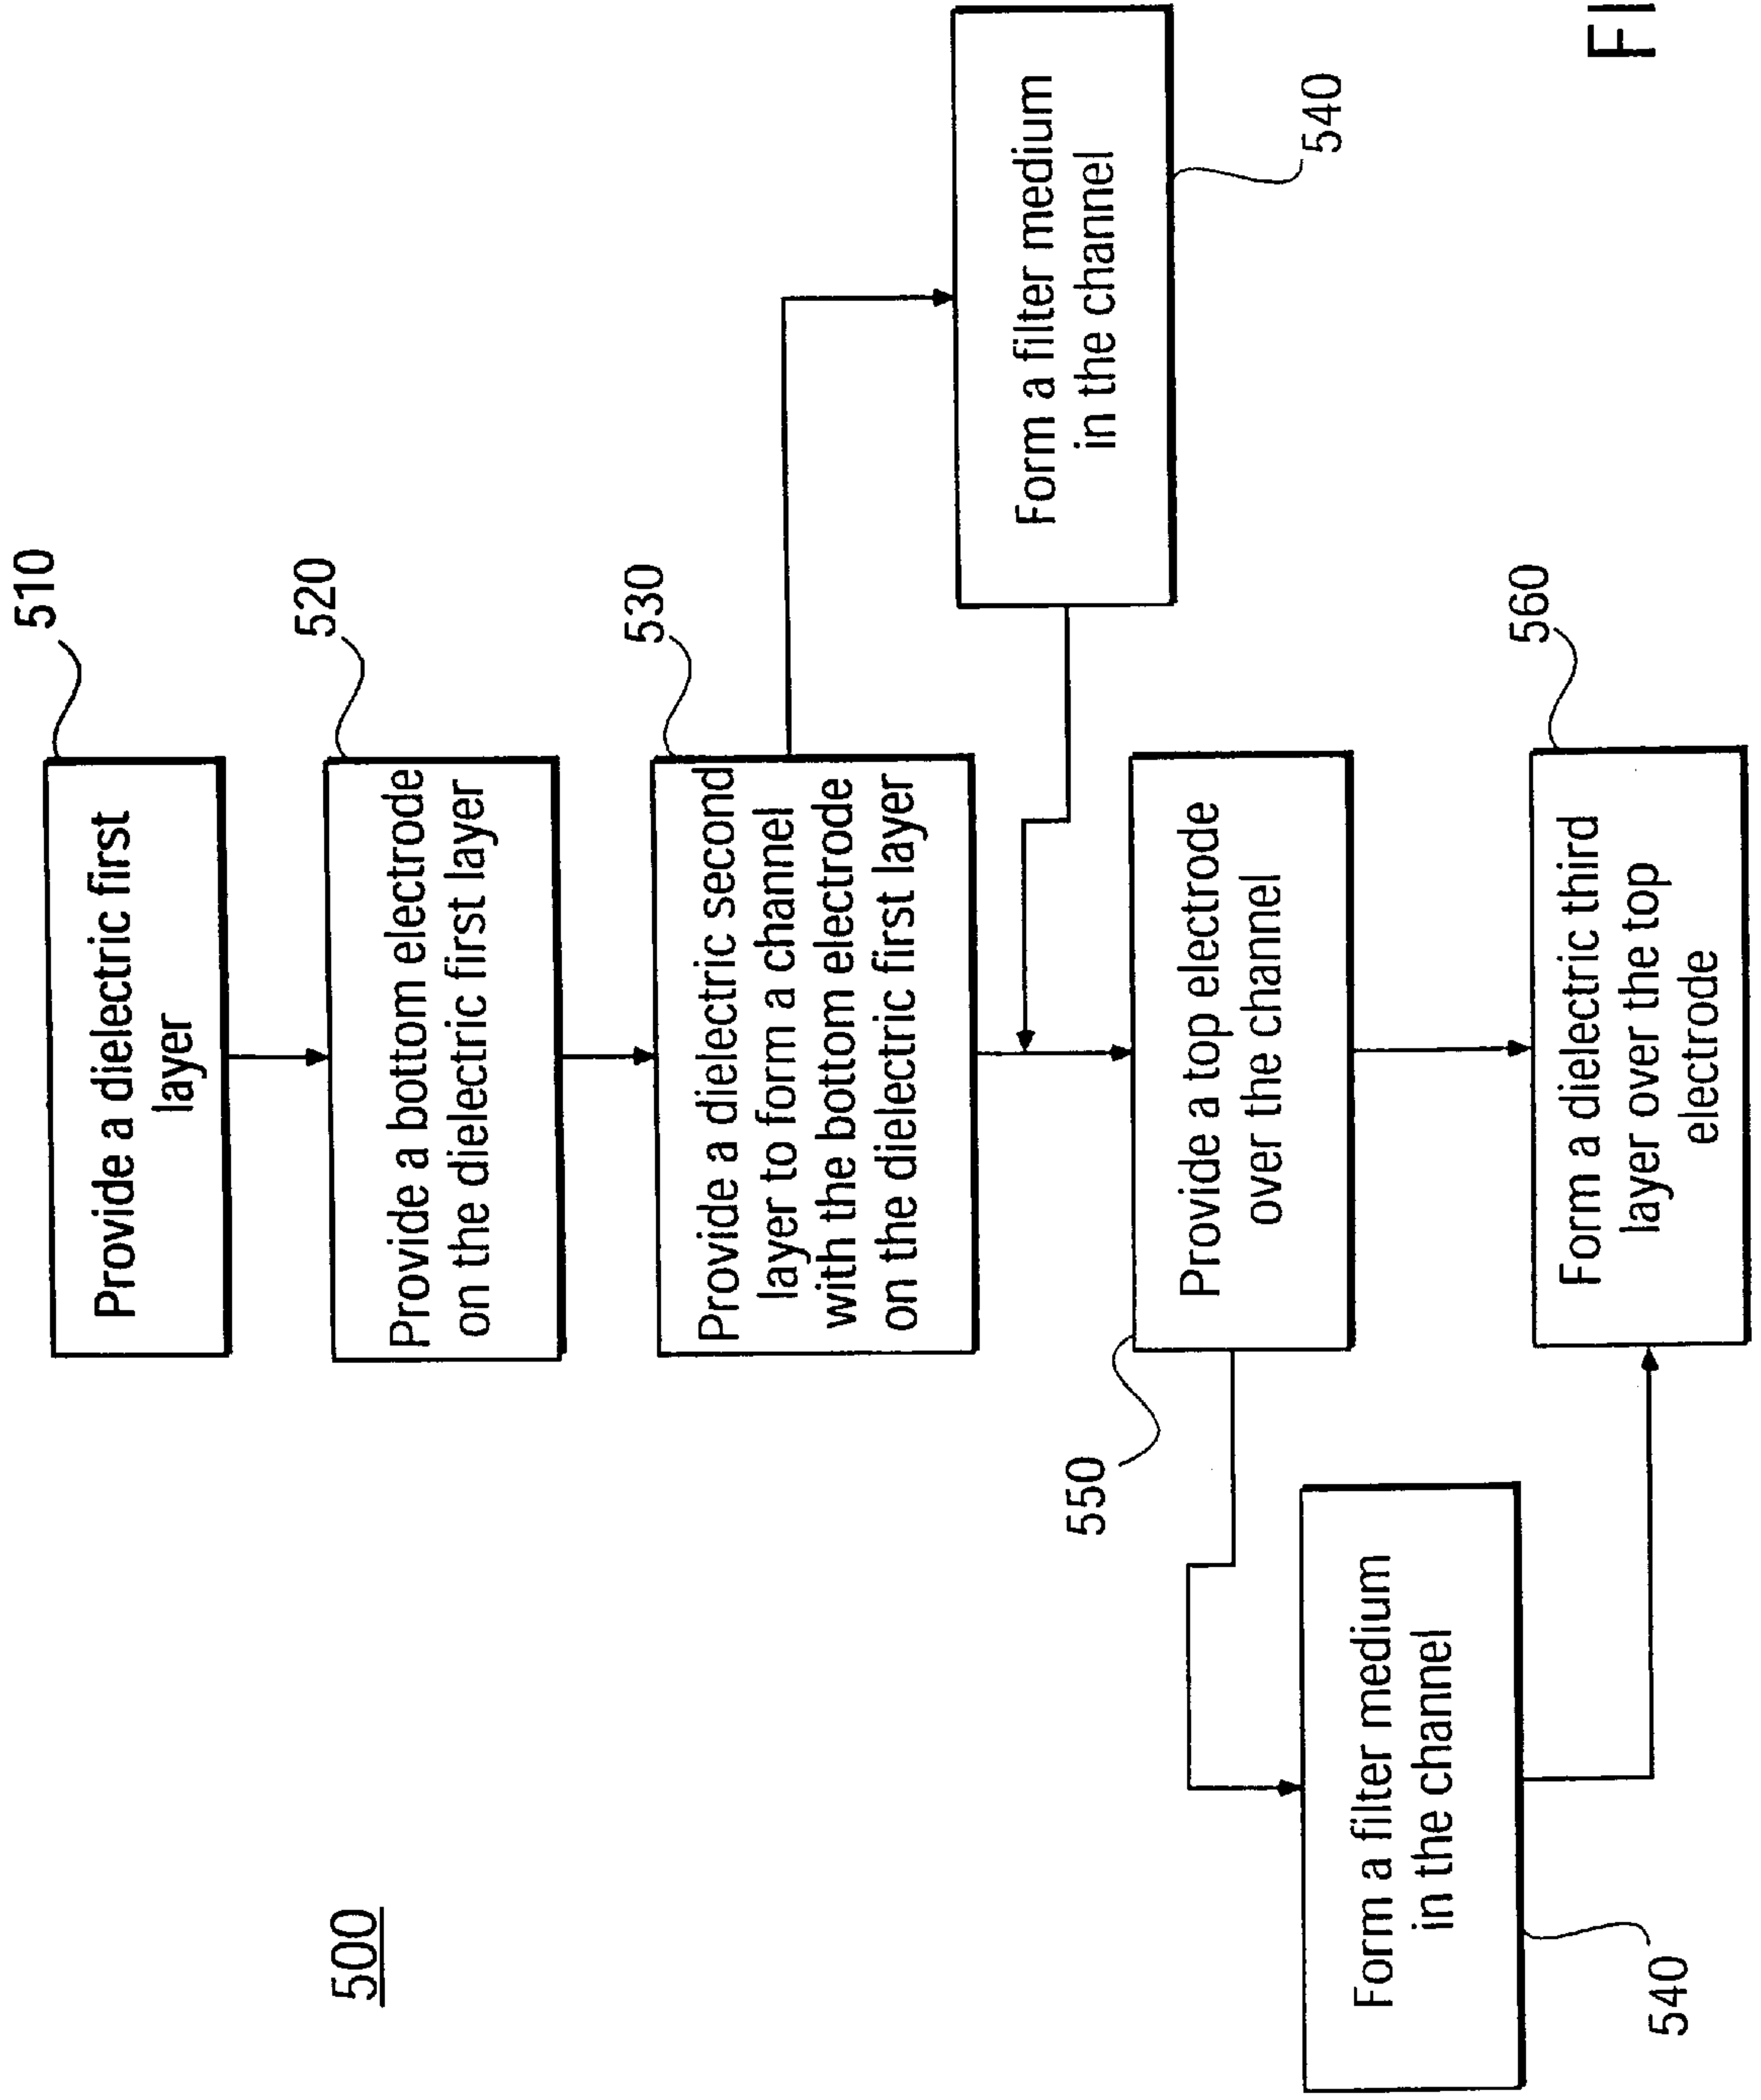 500
510
Provide a dielectric first
layer
520
Provide a bottom electrode
on the dielectric first layer
530
Provide a dielectric second
layer to form a channel
with the bottom electrode
on the dielectric first layer
Form a filter medium
in the channel
540
550
Provide a top electrode
over the channel
Form a filter medium
in the channel
540
560
Form a dielectric third
layer over the top
electrode